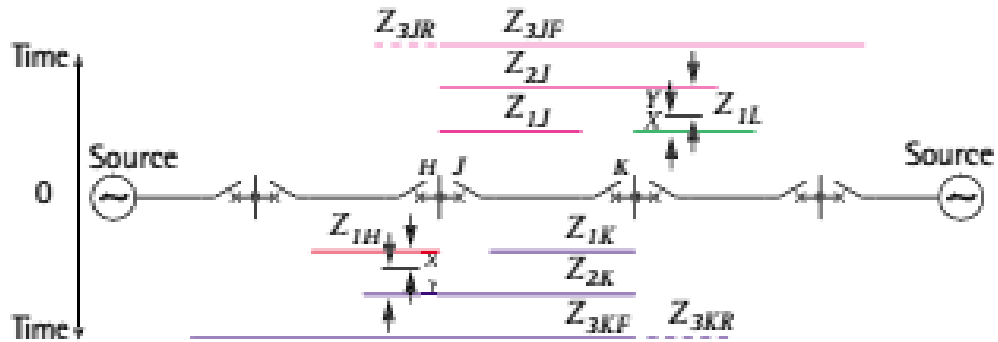 Z3JR Z3JF
Time
Z2J
Y
Z1J X Z1L
Source H J K Source
0
Z1H Z1K
X
Z2K
Time Z3KF Z3KR